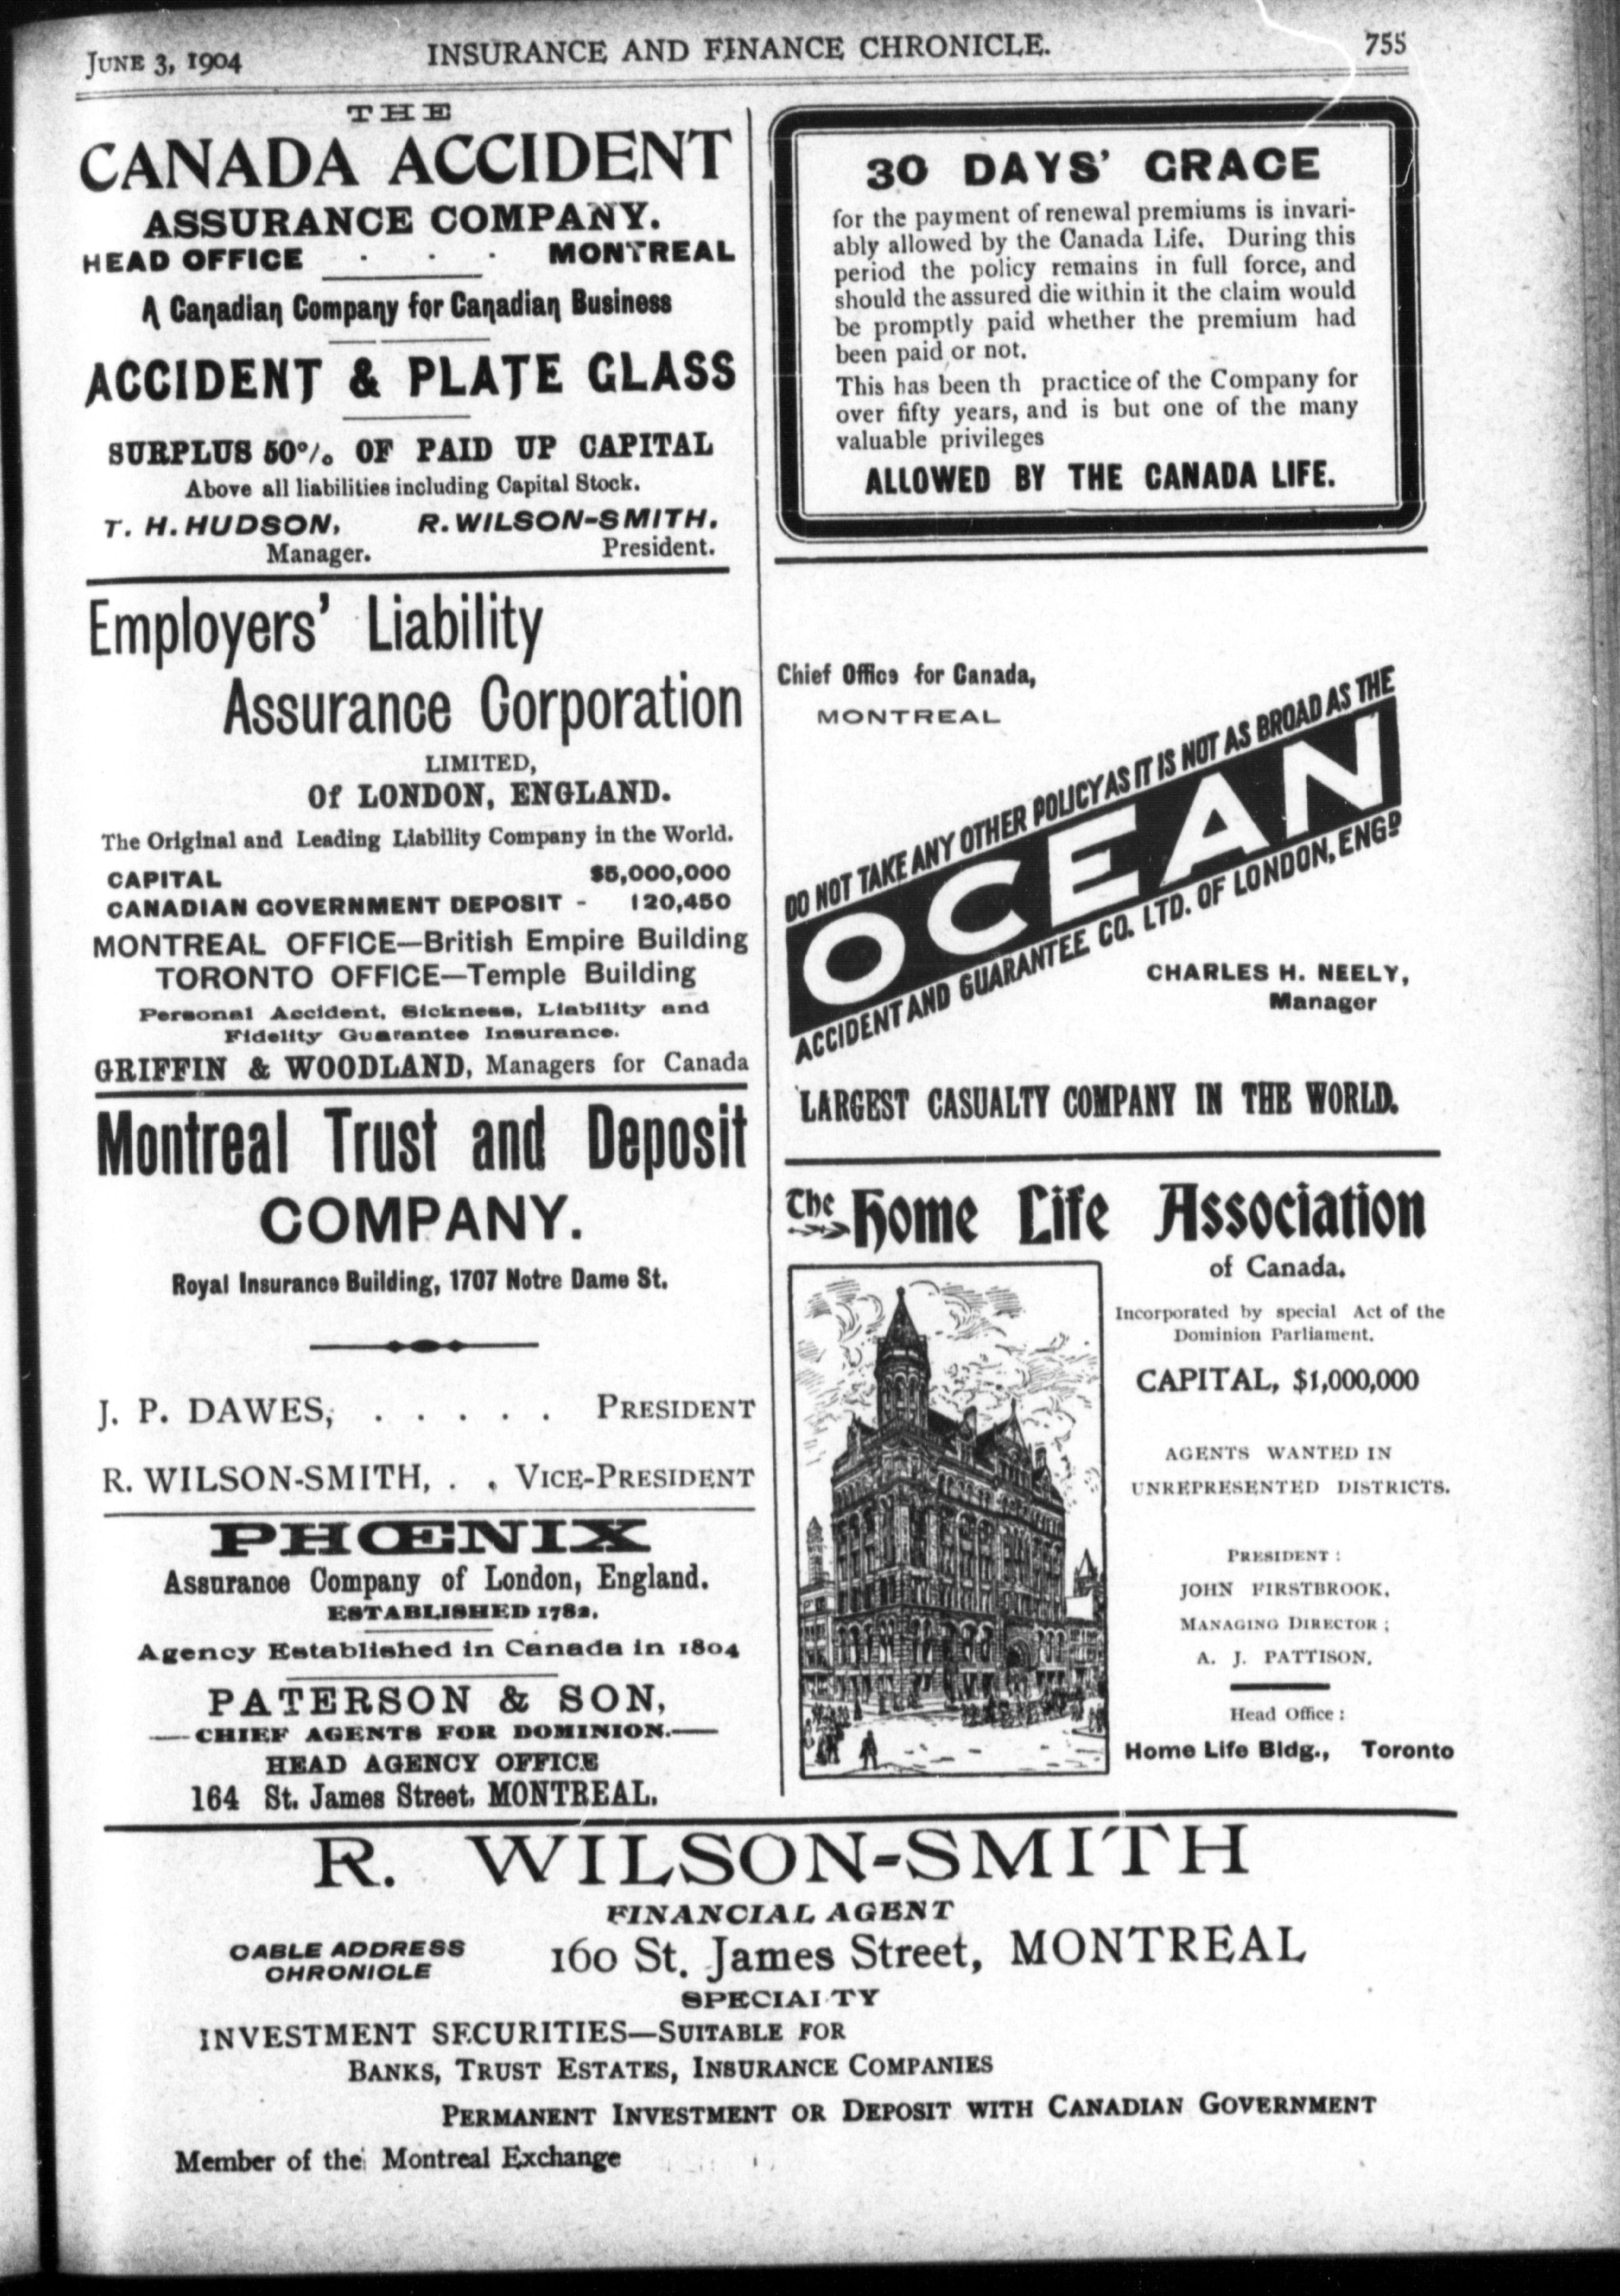 JUNE 3, 1904
INSURANCE AND FINANCE CHRONICLE.
755
THE
CANADA ACCIDENT
ASSURANCE COMPANY.
HEAD OFFICE · · · MONTREAL
A Canadian Company for Canadian Business
ACCIDENT & PLATE GLASS
SURPLUS 50% OF PAID UP CAPITAL
Above all liabilities including Capital Stock.
T. H. HUDSON, R. WILSON-SMITH.
Manager. President.
Employers' Liability
Assurance Corporation
LIMITED,
Of LONDON, ENGLAND.
The Original and Leading Liability Company in the World.
CAPITAL $5,000,000
CANADIAN GOVERNMENT DEPOSIT - 120,450
MONTREAL OFFICE—British Empire Building
TORONTO OFFICE—Temple Building
Personal Accident, Sickness, Liability and
Fidelity Guarantee Insurance.
GRIFFIN & WOODLAND, Managers for Canada
Montreal Trust and Deposit
COMPANY.
Royal Insurance Building, 1707 Notre Dame St.
J. P. DAWES, . . . . . PRESIDENT
R. WILSON-SMITH, . . VICE-PRESIDENT
PHŒNIX
Assurance Company of London, England.
ESTABLISHED 1782.
Agency Established in Canada in 1804
PATERSON & SON,
—CHIEF AGENTS FOR DOMINION.—
HEAD AGENCY OFFICE
164 St. James Street, MONTREAL.
30 DAYS' GRACE
for the payment of renewal premiums is invari-
ably allowed by the Canada Life. During this
period the policy remains in full force, and
should the assured die within it the claim would
be promptly paid whether the premium had
been paid or not.
This has been th practice of the Company for
over fifty years, and is but one of the many
valuable privileges
ALLOWED BY THE CANADA LIFE.
Chief Office for Canada,
MONTREAL
DO NOT TAKE ANY OTHER POLICY AS IT IS NOT AS BROAD AS THE
OCEAN
ACCIDENT AND GUARANTEE CO. LTD. OF LONDON, ENGD
CHARLES H. NEELY,
Manager
LARGEST CASUALTY COMPANY IN THE WORLD.
The Home Life Association
of Canada.
Incorporated by special Act of the
Dominion Parliament.
CAPITAL, $1,000,000
AGENTS WANTED IN
UNREPRESENTED DISTRICTS.
PRESIDENT :
JOHN FIRSTBROOK.
MANAGING DIRECTOR ;
A. J. PATTISON.
Head Office :
Home Life Bldg., Toronto
R. WILSON-SMITH
FINANCIAL AGENT
CABLE ADDRESS
CHRONICLE
160 St. James Street, MONTREAL
SPECIALTY
INVESTMENT SECURITIES—SUITABLE FOR
BANKS, TRUST ESTATES, INSURANCE COMPANIES
PERMANENT INVESTMENT OR DEPOSIT WITH CANADIAN GOVERNMENT
Member of the Montreal Exchange